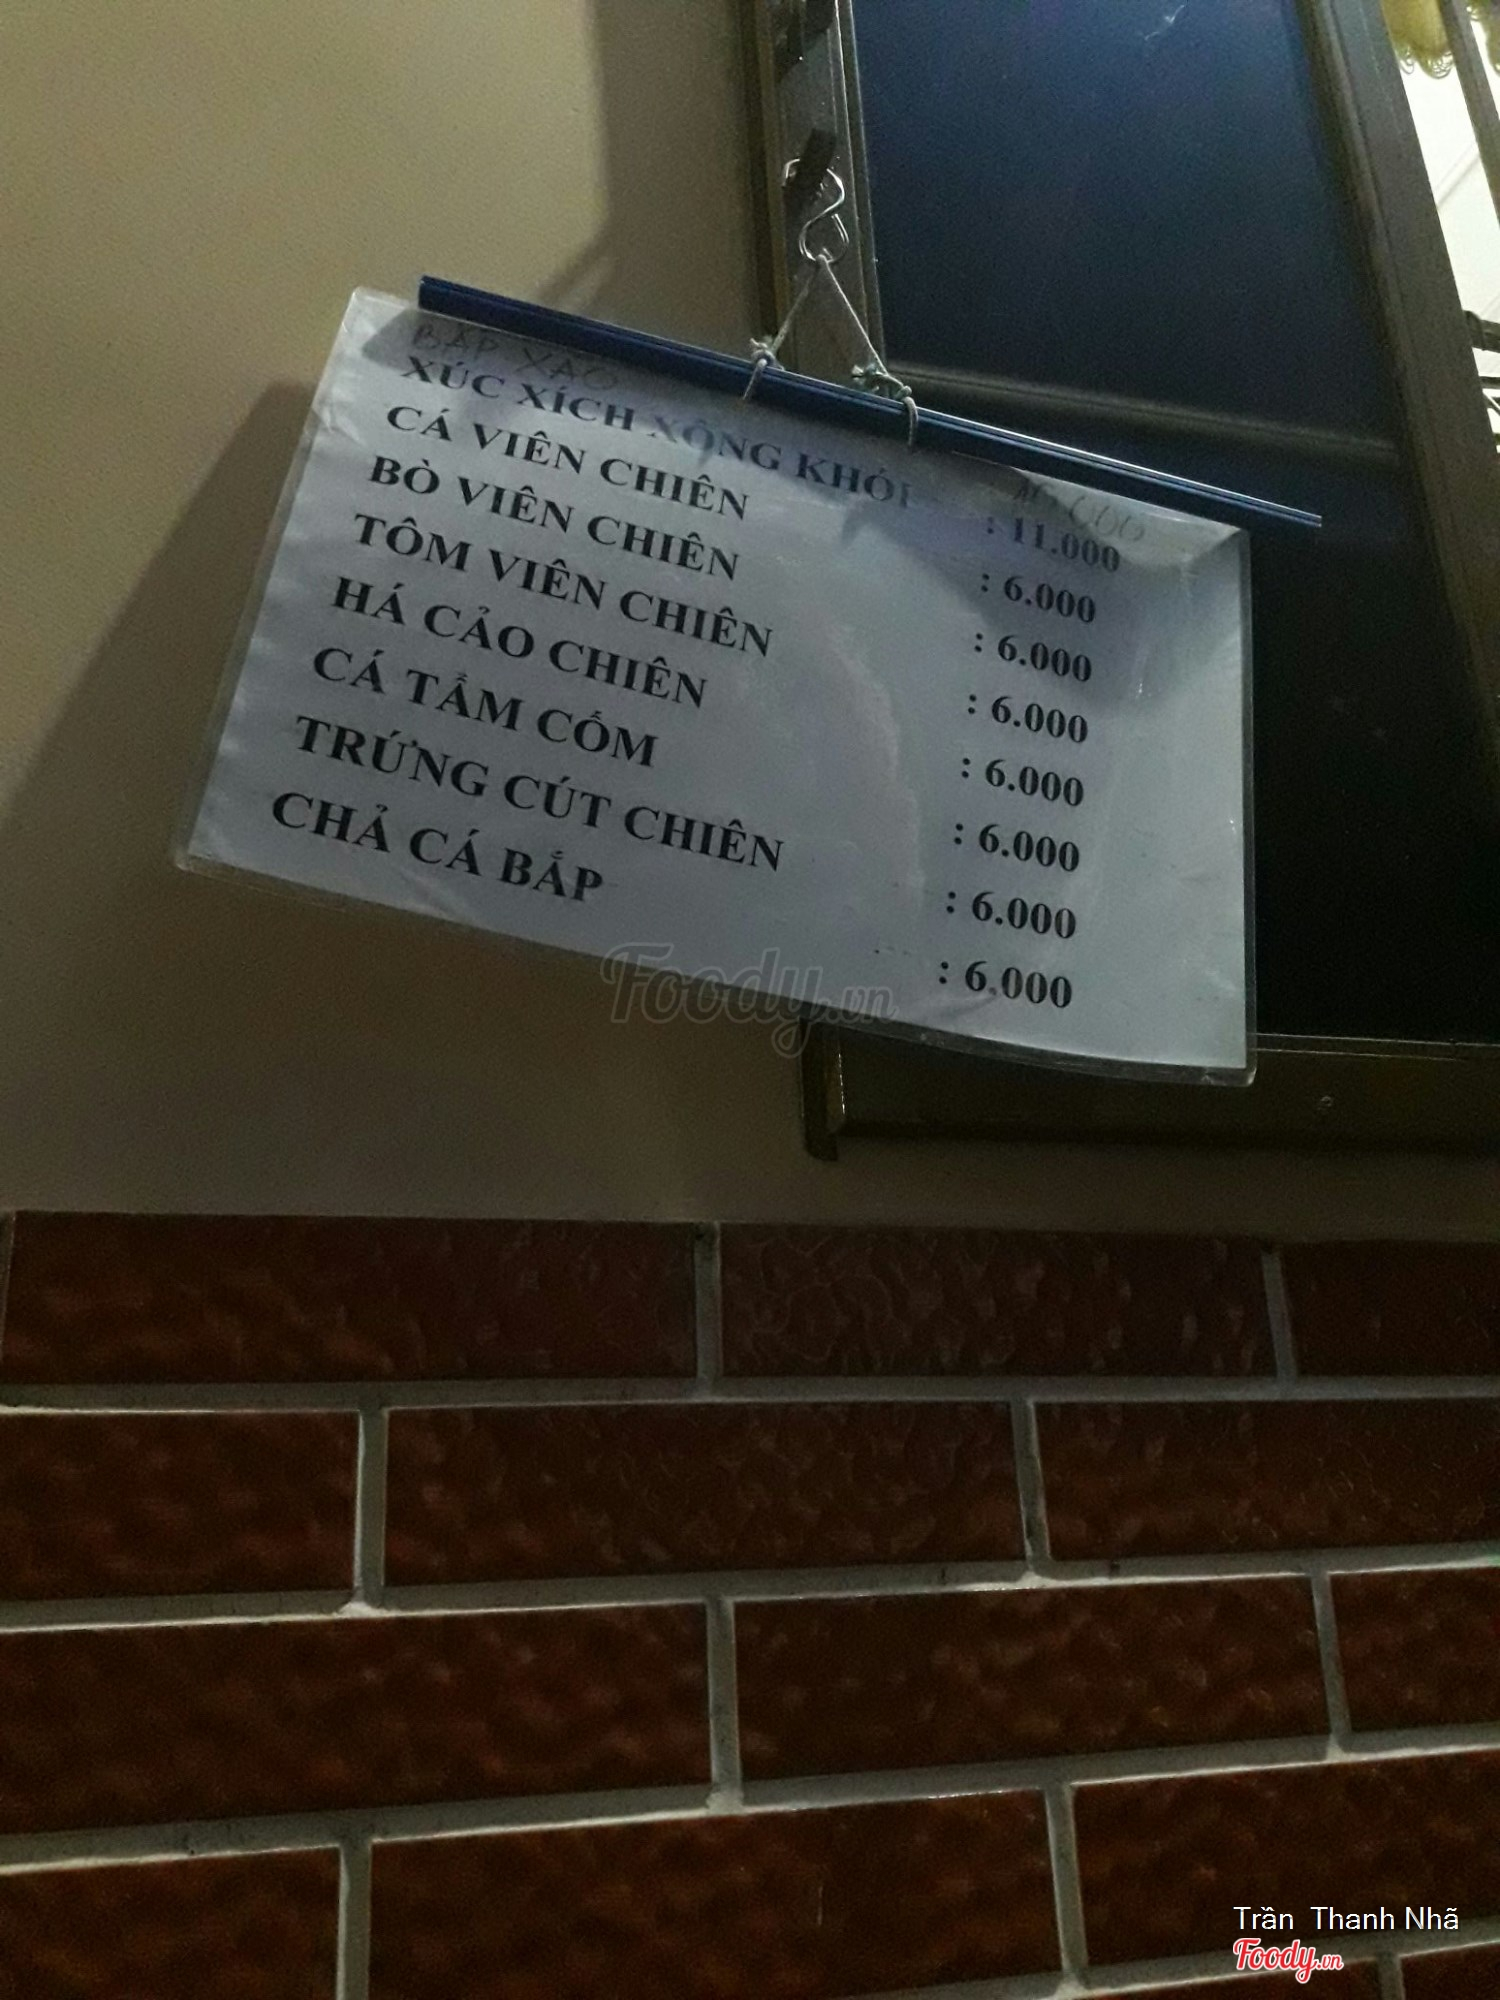 BẮP XÀO
XÚC XÍCH XÔNG KHÓI : 11.000
CÁ VIÊN CHIÊN : 6.000
BÒ VIÊN CHIÊN : 6.000
TÔM VIÊN CHIÊN : 6.000
HÁ CẢO CHIÊN : 6.000
CÁ TẨM CỐM : 6.000
TRỨNG CÚT CHIÊN : 6.000
CHẢ CÁ BẮP : 6.000
Foody.vn
Trần Thanh Nhã
Foody.vn